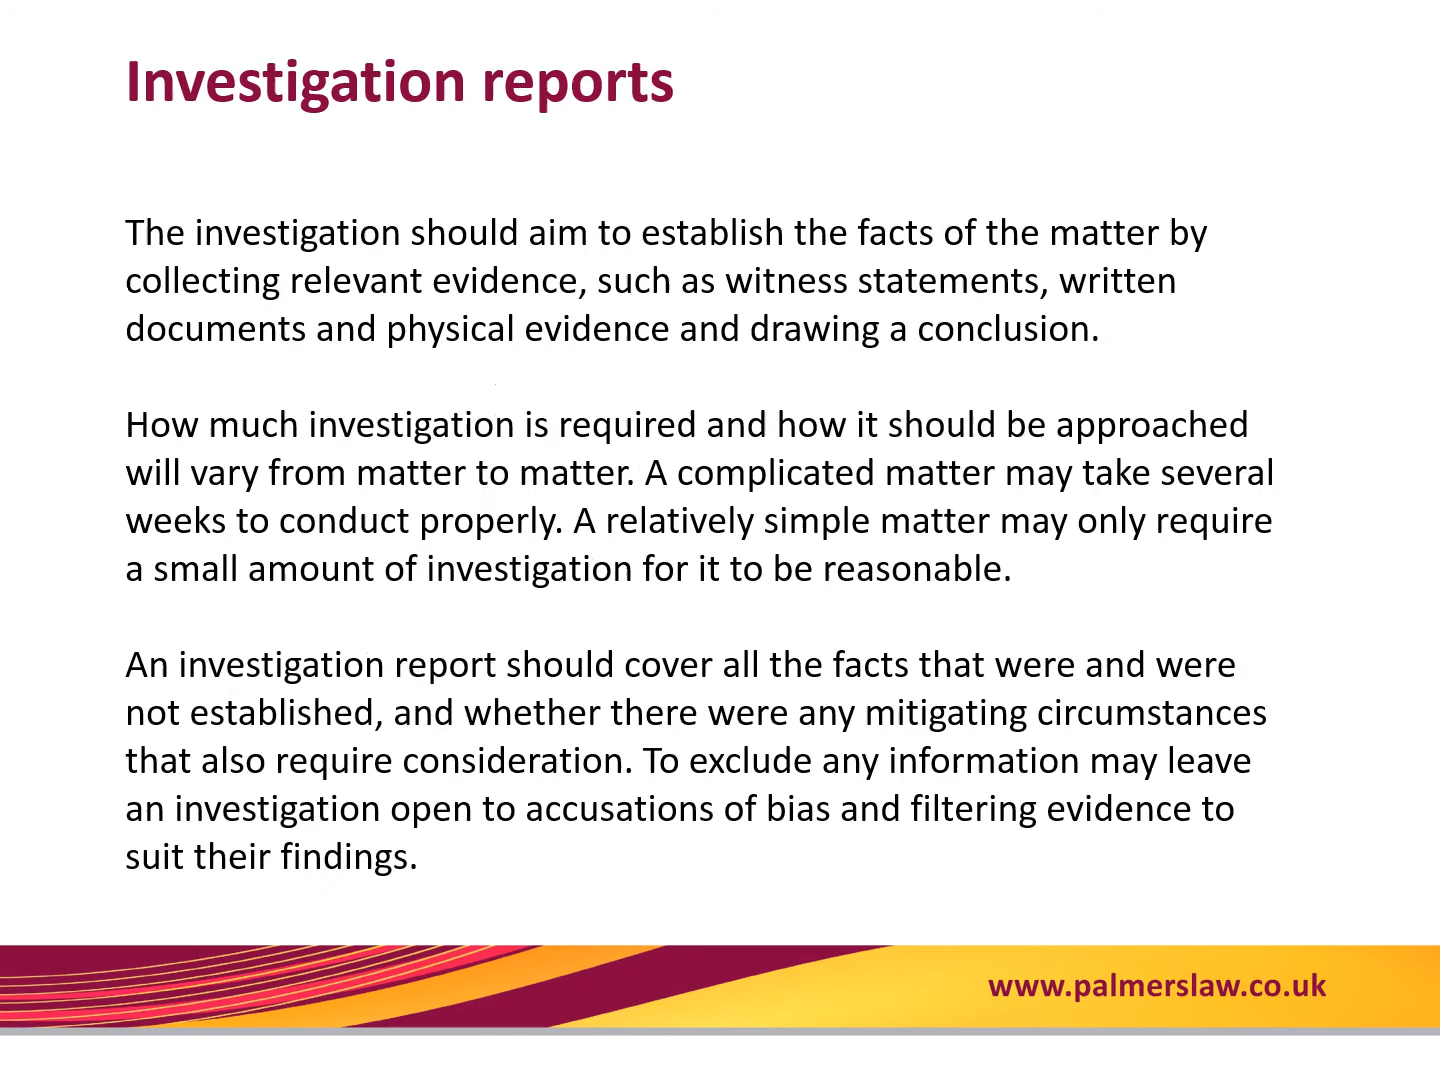 Investigation reports
The investigation should aim to establish the facts of the matter by
collecting relevant evidence, such as witness statements, written
documents and physical evidence and drawing a conclusion.
How much investigation is required and how it should be approached
will vary from matter to matter. A complicated matter may take several
weeks to conduct properly. A relatively simple matter may only require
a small amount of investigation for it to be reasonable.
An investigation report should cover all the facts that were and were
not established, and whether there were any mitigating circumstances
that also require consideration. To exclude any information may leave
an investigation open to accusations of bias and filtering evidence to
suit their findings.
www.palmerslaw.co.uk